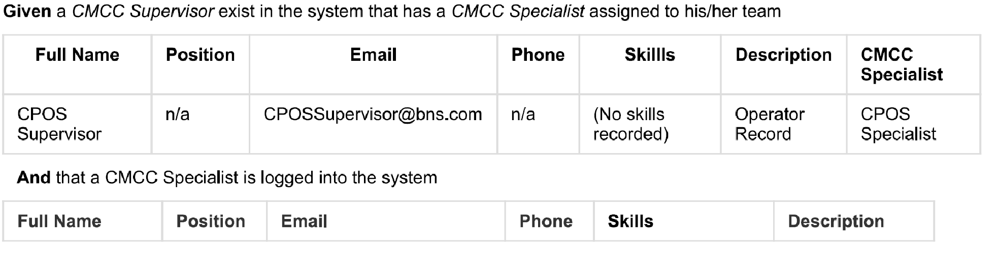 Given a CMCC Supervisor exist in the system that has a CMCC Specialist assigned to his/her team
Full Name Position Email Phone Skillls Description CMCC
Specialist
CPOS n/a CPOSSupervisor@bns.com n/a (No skills Operator CPOS
Supervisor recorded) Record Specialist
And that a CMCC Specialist is logged into the system
Full Name Position Email Phone Skills Description